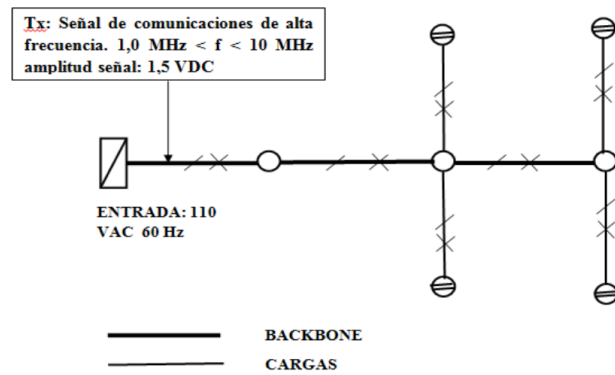 Tx: Señal de comunicaciones de alta
frecuencia. 1,0 MHz < f < 10 MHz
amplitud señal: 1,5 VDC
ENTRADA: 110
VAC 60 Hz
BACKBONE
CARGAS